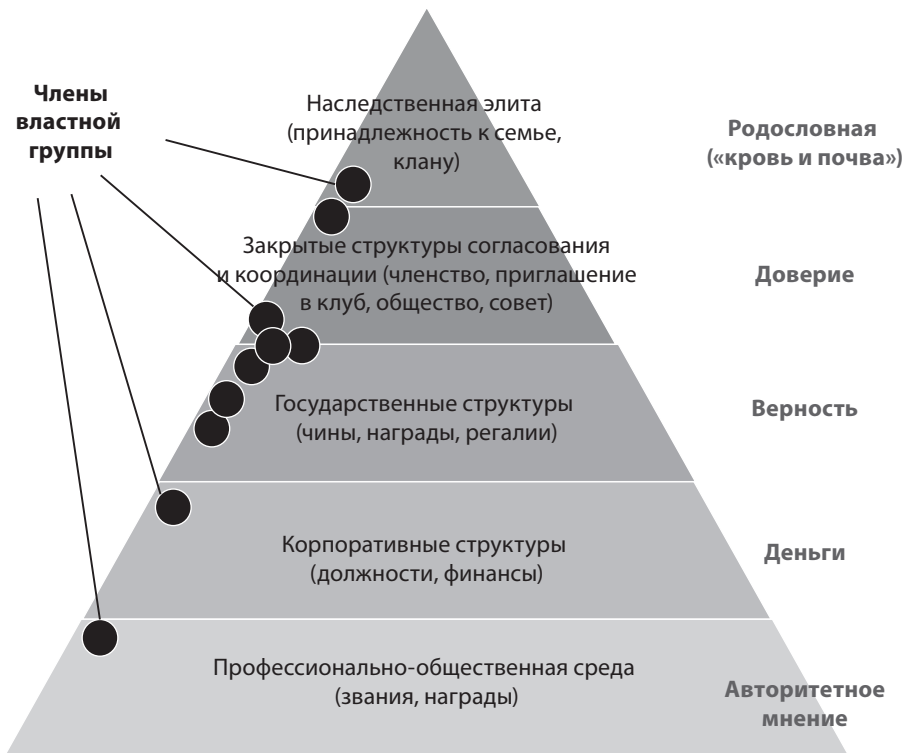 Члены
властной
группы
Наследственная элита
(принадлежность к семье,
клану)
Родословная
(«кровь и почва»)
Закрытые структуры согласования
и координации (членство, приглашение
в клуб, общество, совет)
Доверие
Государственные структуры
(чины, награды, регалии)
Верность
Корпоративные структуры
(должности, финансы)
Деньги
Профессионально-общественная среда
(звания, награды)
Авторитетное
мнение